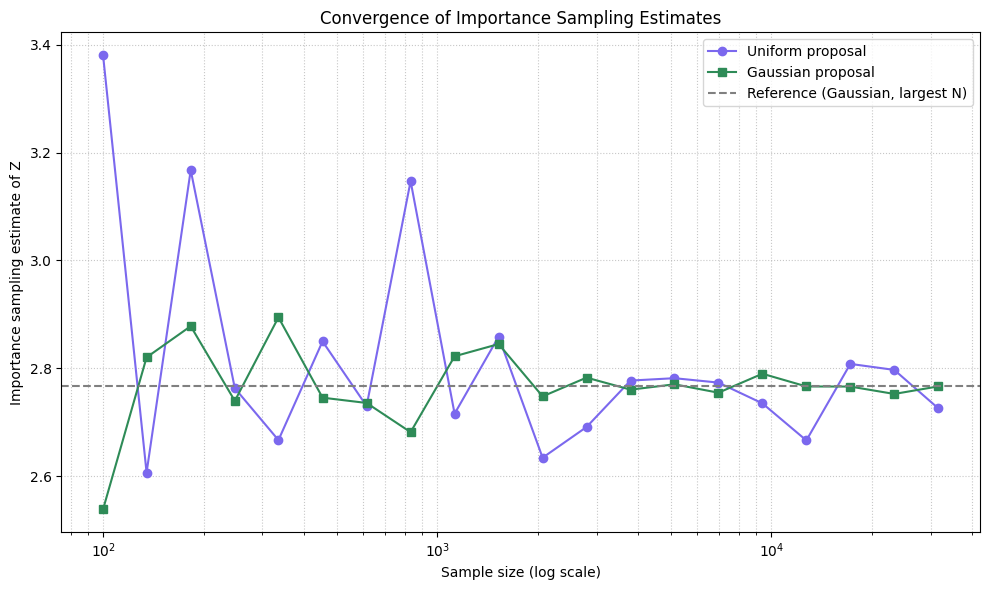 Convergence of Importance Sampling Estimates
Uniform proposal
Gaussian proposal
Reference (Gaussian, largest N)
Importance sampling estimate of Z
3.4
3.2
3.0
2.8
2.6
10²
10³
10⁴
Sample size (log scale)